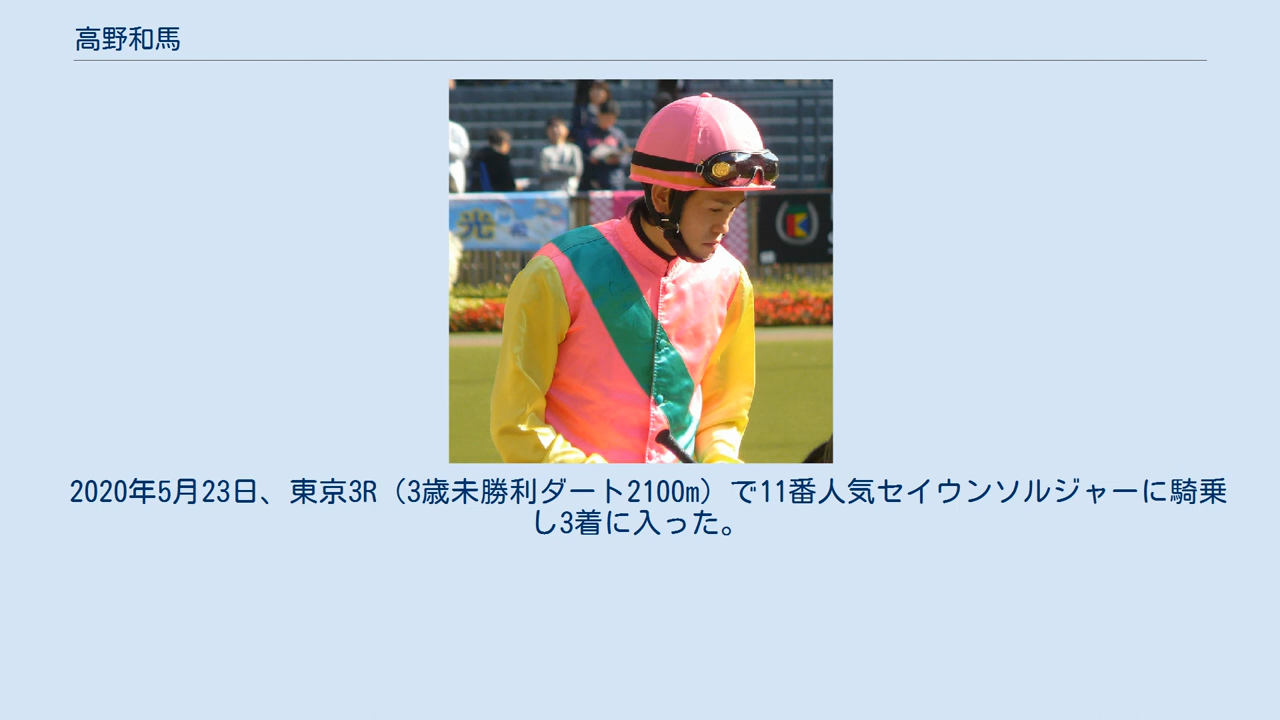 高野和馬
光
2020年5月23日、東京3R（3歳未勝利ダート2100m）で11番人気セイウンソルジャーに騎乗
し3着に入った。